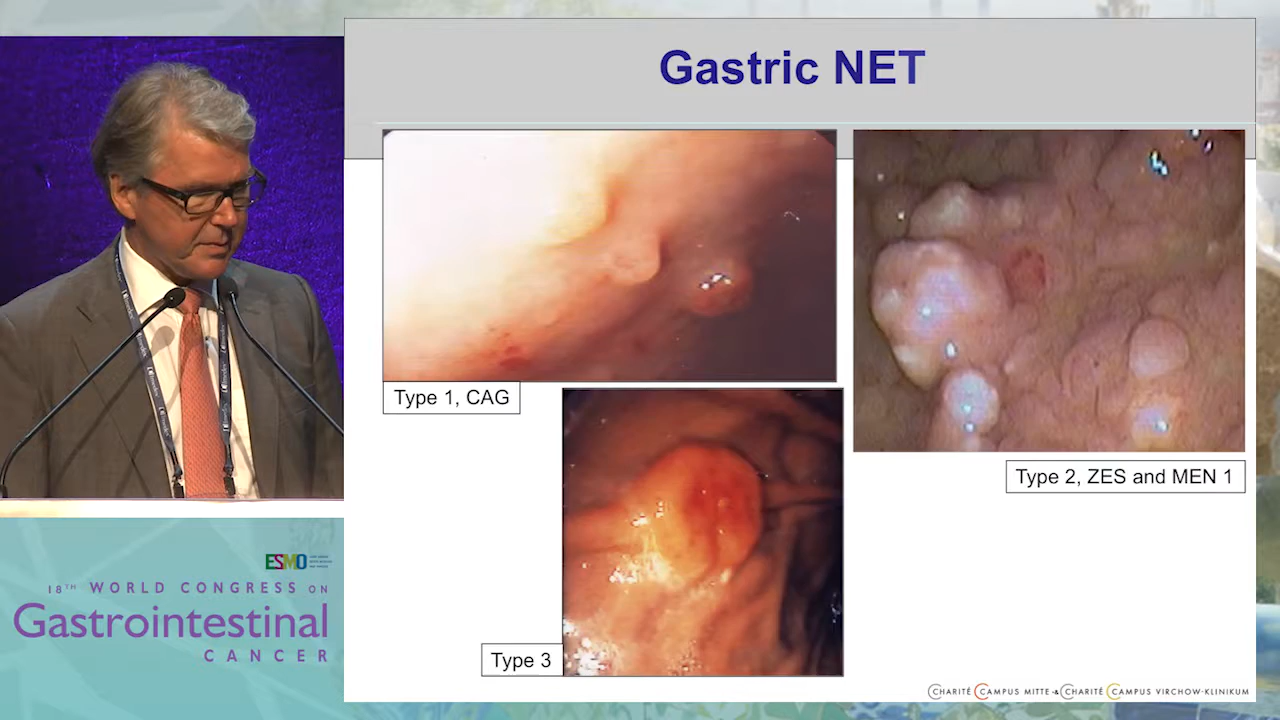 Gastric NET
Type 1, CAG
Type 2, ZES and MEN 1
Type 3
CHARITÉ CAMPUS MITTE - & CHARITÉ CAMPUS VIRCHOW-KLINIKUM
ESMO
18TH WORLD CONGRESS ON
Gastrointestinal
CANCER